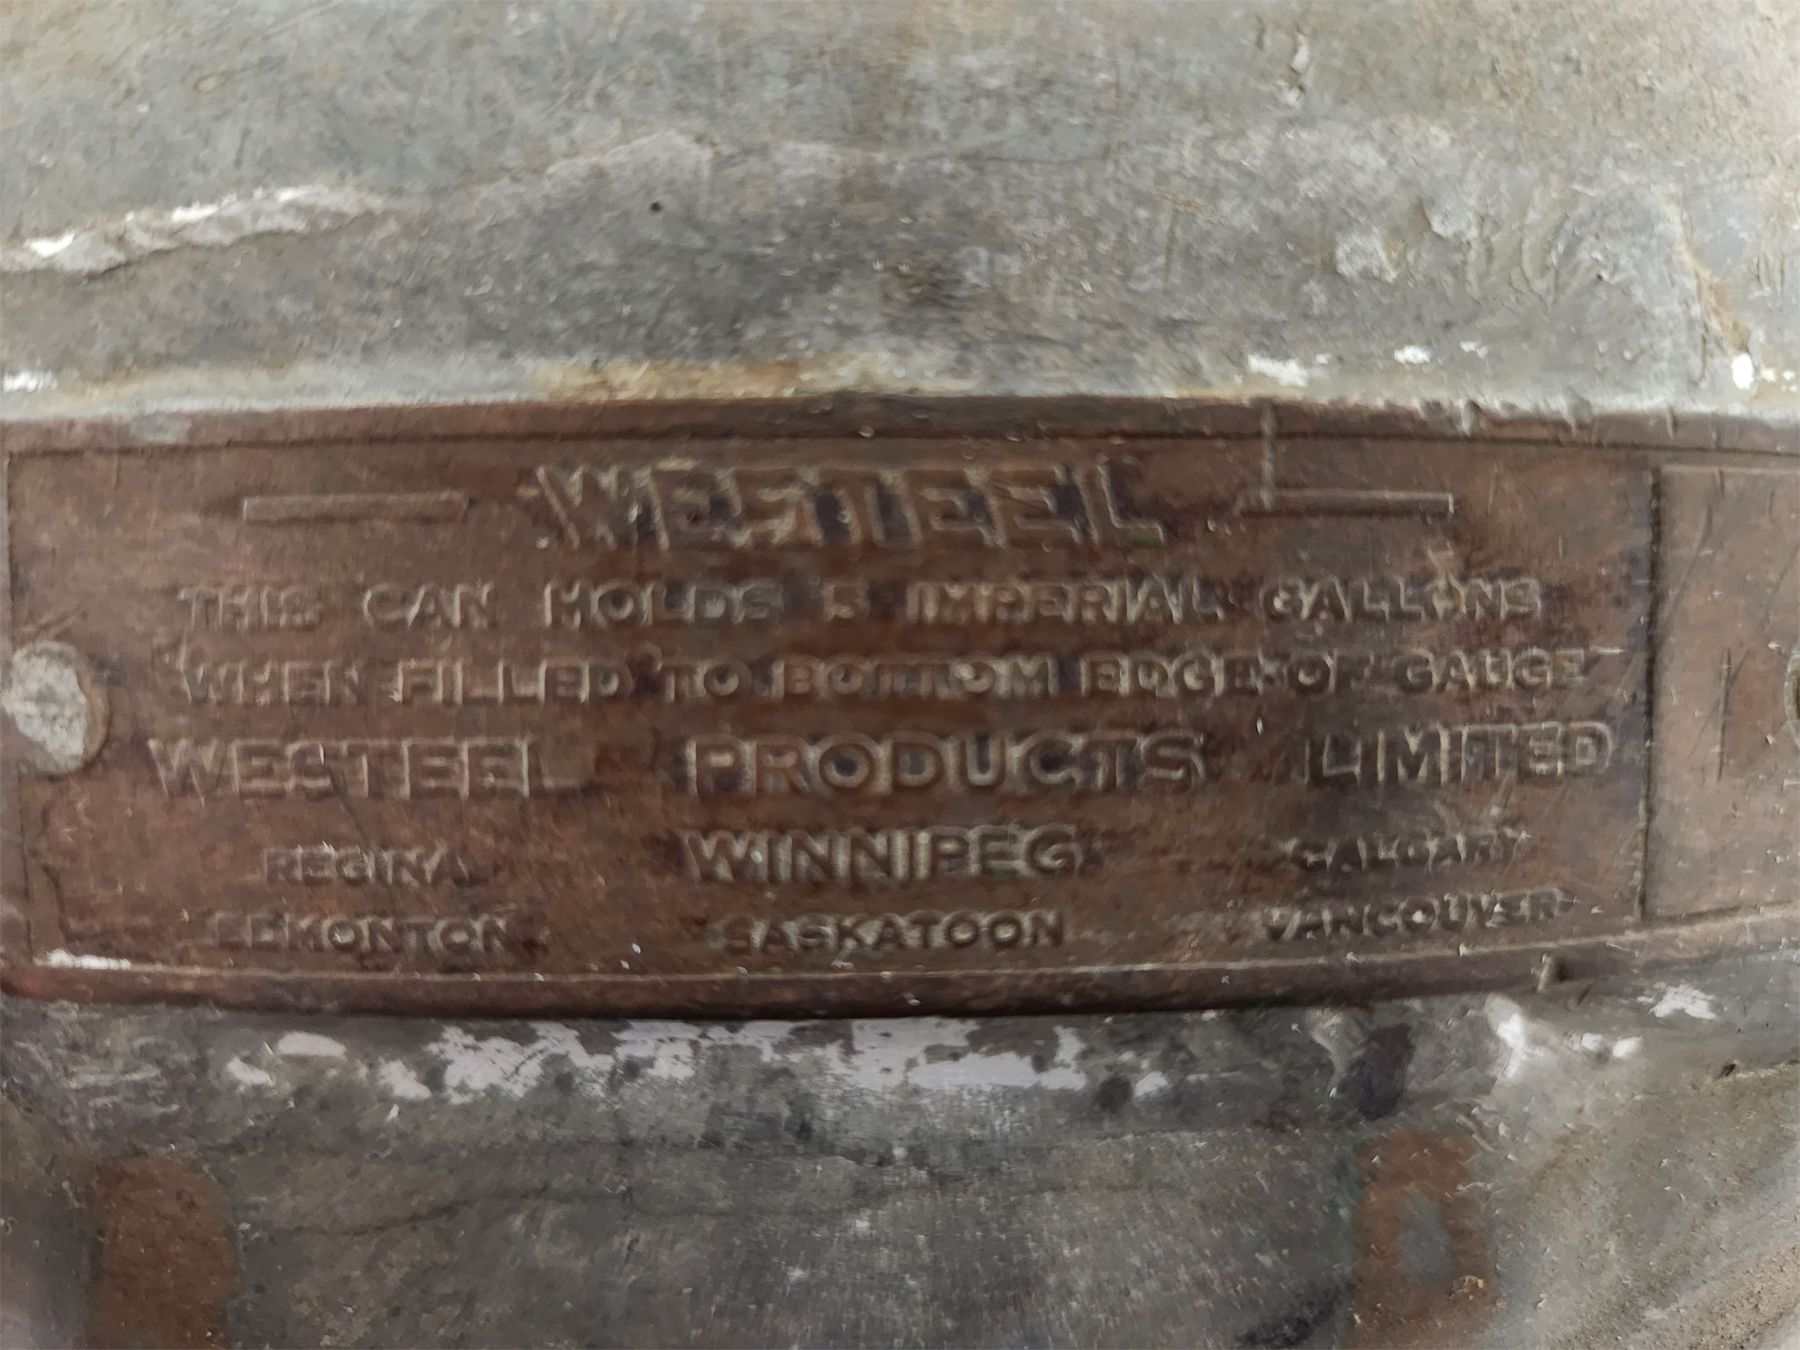 WESTEEL
THIS CAN HOLDS 5 IMPERIAL GALLONS
WHEN FILLED TO BOTTOM EDGE OF GAUGE
WESTEEL PRODUCTS LIMITED
REGINA WINNIPEG CALGARY
EDMONTON SASKATOON VANCOUVER